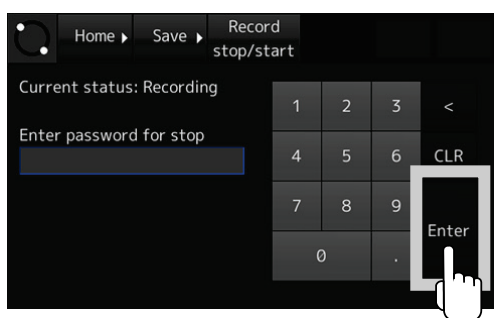 Home Save Record stop/start
Current status: Recording
Enter password for stop
1 2 3 <
4 5 6 CLR
7 8 9 Enter
0 .